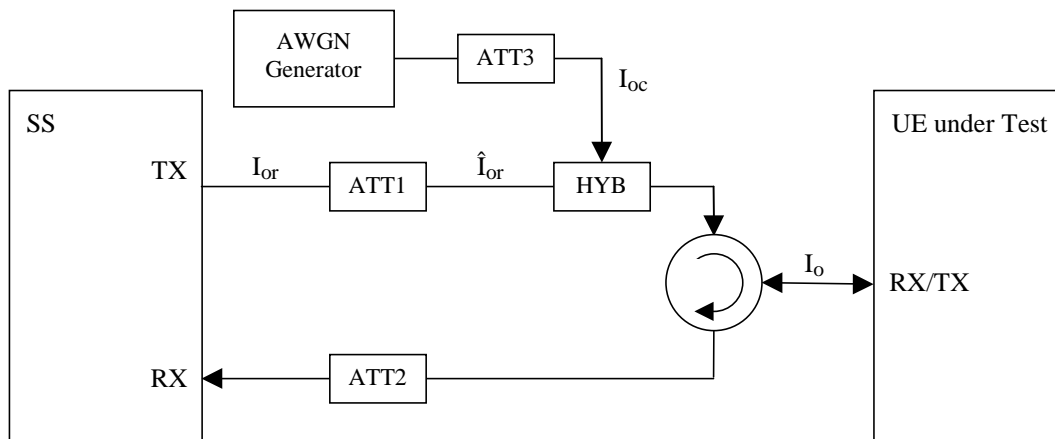 AWGN
Generator
ATT3
I_oc
SS
UE under Test
TX
I_or
ATT1
Î_or
HYB
I_o
RX/TX
RX
ATT2